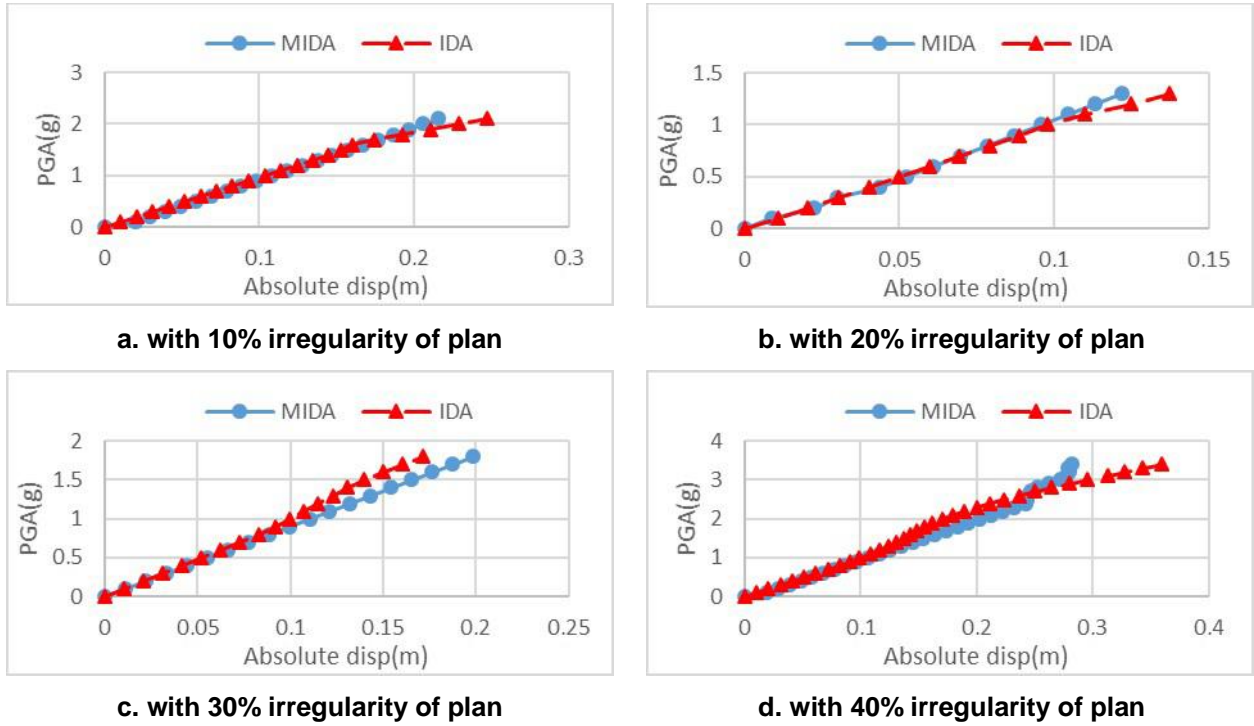 MIDA IDA
3
2
1
0
PGA(g)
0 0.1 0.2 0.3
Absolute disp(m)
a. with 10% irregularity of plan
MIDA IDA
1.5
1
0.5
0
PGA(g)
0 0.05 0.1 0.15
Absolute disp(m)
b. with 20% irregularity of plan
MIDA IDA
2
1.5
1
0.5
0
PGA(g)
0 0.05 0.1 0.15 0.2 0.25
Absolute disp(m)
c. with 30% irregularity of plan
MIDA IDA
4
3
2
1
0
PGA(g)
0 0.1 0.2 0.3 0.4
Absolute disp(m)
d. with 40% irregularity of plan